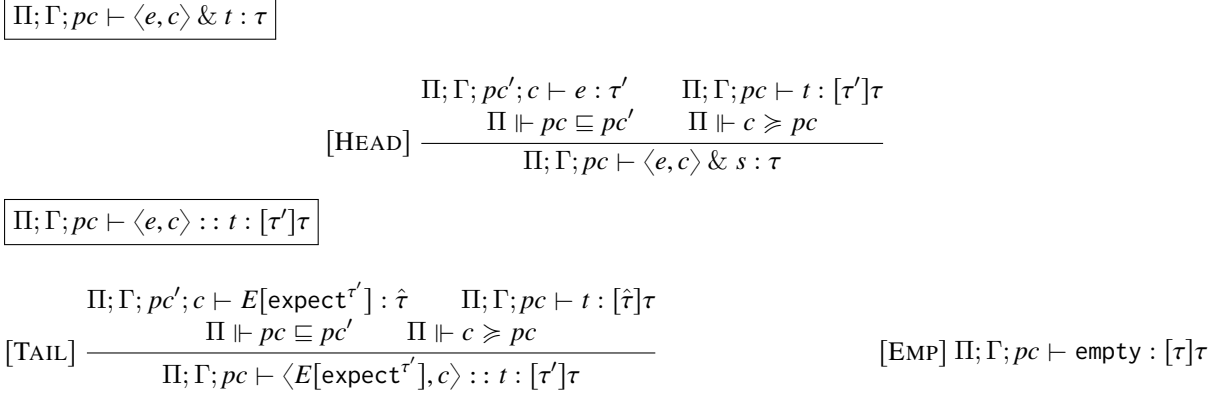 Π; Γ; pc ⊢ ⟨e, c⟩ & t : τ
Π; Γ; pc′; c ⊢ e : τ′ Π; Γ; pc ⊢ t : [τ′]τ
Π ⊩ pc ⊑ pc′ Π ⊩ c ≽ pc
[HEAD]
Π; Γ; pc ⊢ ⟨e, c⟩ & s : τ
Π; Γ; pc ⊢ ⟨e, c⟩ :: t : [τ′]τ
Π; Γ; pc′; c ⊢ E[expect^τ′] : τ̂ Π; Γ; pc ⊢ t : [τ̂]τ
Π ⊩ pc ⊑ pc′ Π ⊩ c ≽ pc
[TAIL] [EMP] Π; Γ; pc ⊢ empty : [τ]τ
Π; Γ; pc ⊢ ⟨E[expect^τ′], c⟩ :: t : [τ′]τ